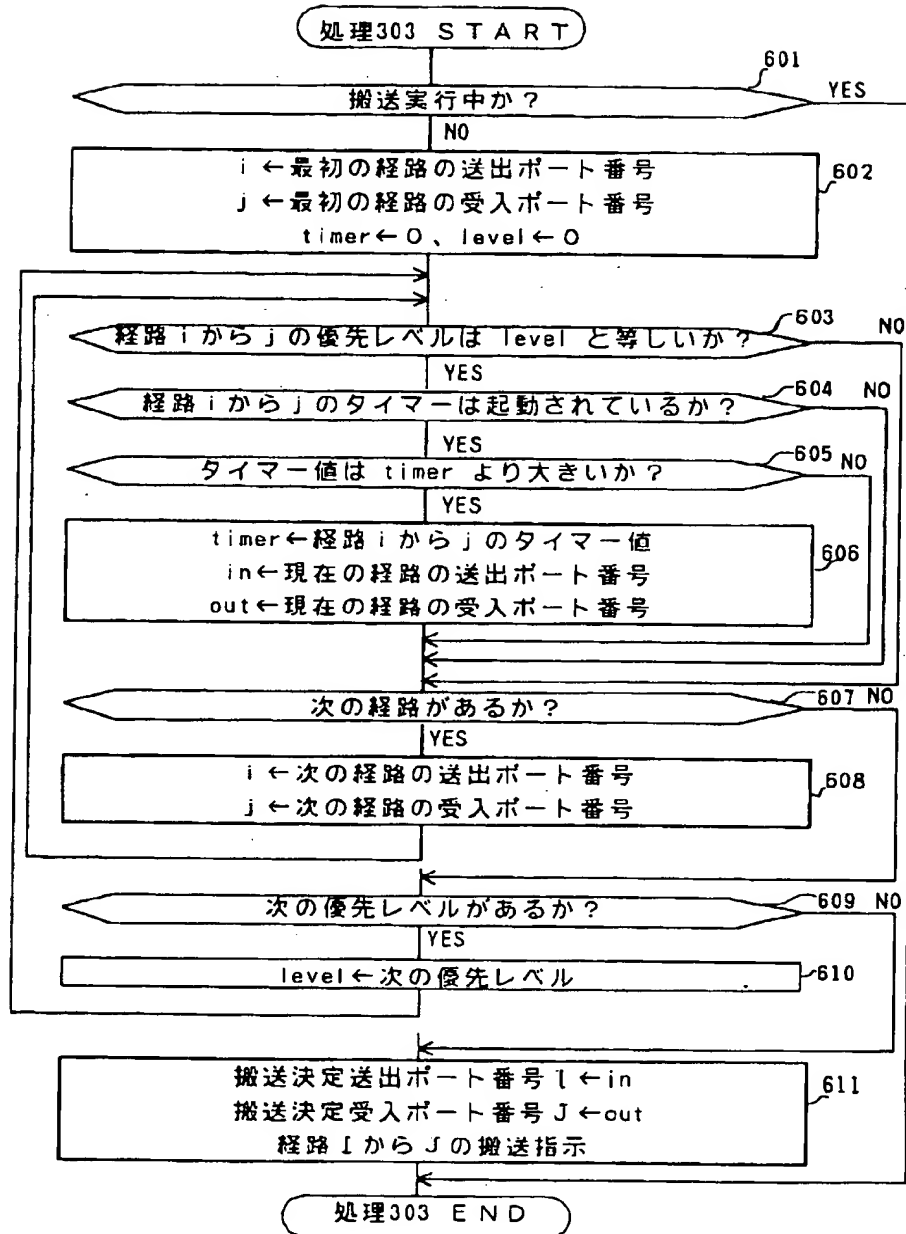 処理303 START
601
搬送実行中か?
YES
NO
i←最初の経路の送出ポート番号
j←最初の経路の受入ポート番号
timer←0、level←0
602
経路iからjの優先レベルは level と等しいか?
603
NO
YES
経路iからjのタイマーは起動されているか?
604
NO
YES
タイマー値は timer より大きいか?
605
NO
YES
timer←経路iからjのタイマー値
in←現在の経路の送出ポート番号
out←現在の経路の受入ポート番号
606
次の経路があるか?
607
NO
YES
i←次の経路の送出ポート番号
j←次の経路の受入ポート番号
608
次の優先レベルがあるか?
609
NO
YES
level←次の優先レベル
610
搬送決定送出ポート番号I←in
搬送決定受入ポート番号J←out
経路IからJの搬送指示
611
処理303 END